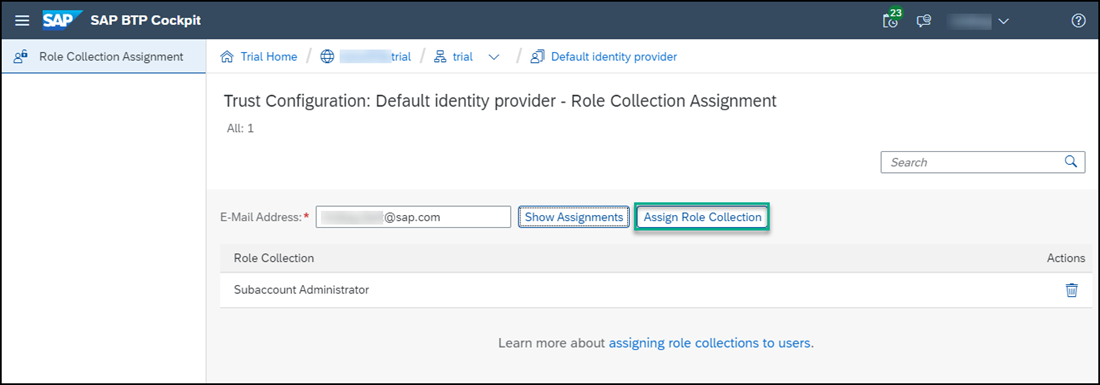 SAP SAP BTP Cockpit 23
Role Collection Assignment
Trial Home / trial / trial / Default identity provider
Trust Configuration: Default identity provider - Role Collection Assignment
All: 1
Search
E-Mail Address:* @sap.com Show Assignments Assign Role Collection
Role Collection Actions
Subaccount Administrator
Learn more about assigning role collections to users.